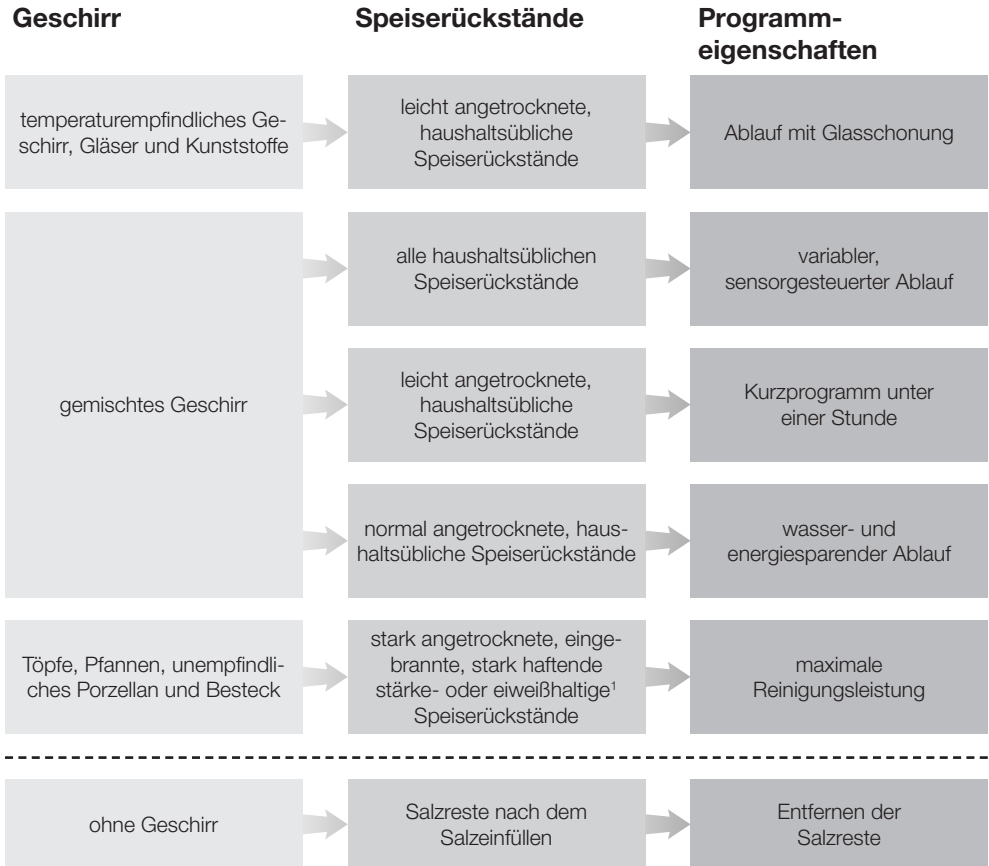 Geschirr
Speiserückstände
Programm-
eigenschaften
temperaturempfindliches Ge-
schirr, Gläser und Kunststoffe
leicht angetrocknete,
haushaltsübliche
Speiserückstände
Ablauf mit Glasschonung
gemischtes Geschirr
alle haushaltsüblichen
Speiserückstände
variabler,
sensorgesteuerter Ablauf
leicht angetrocknete,
haushaltsübliche
Speiserückstände
Kurzprogramm unter
einer Stunde
normal angetrocknete, haus-
haltsübliche Speiserückstände
wasser- und
energiesparender Ablauf
Töpfe, Pfannen, unempfindli-
ches Porzellan und Besteck
stark angetrocknete, einge-
brannte, stark haftende
stärke- oder eiweißhaltige¹
Speiserückstände
maximale
Reinigungsleistung
ohne Geschirr
Salzreste nach dem
Salzeinfüllen
Entfernen der
Salzreste